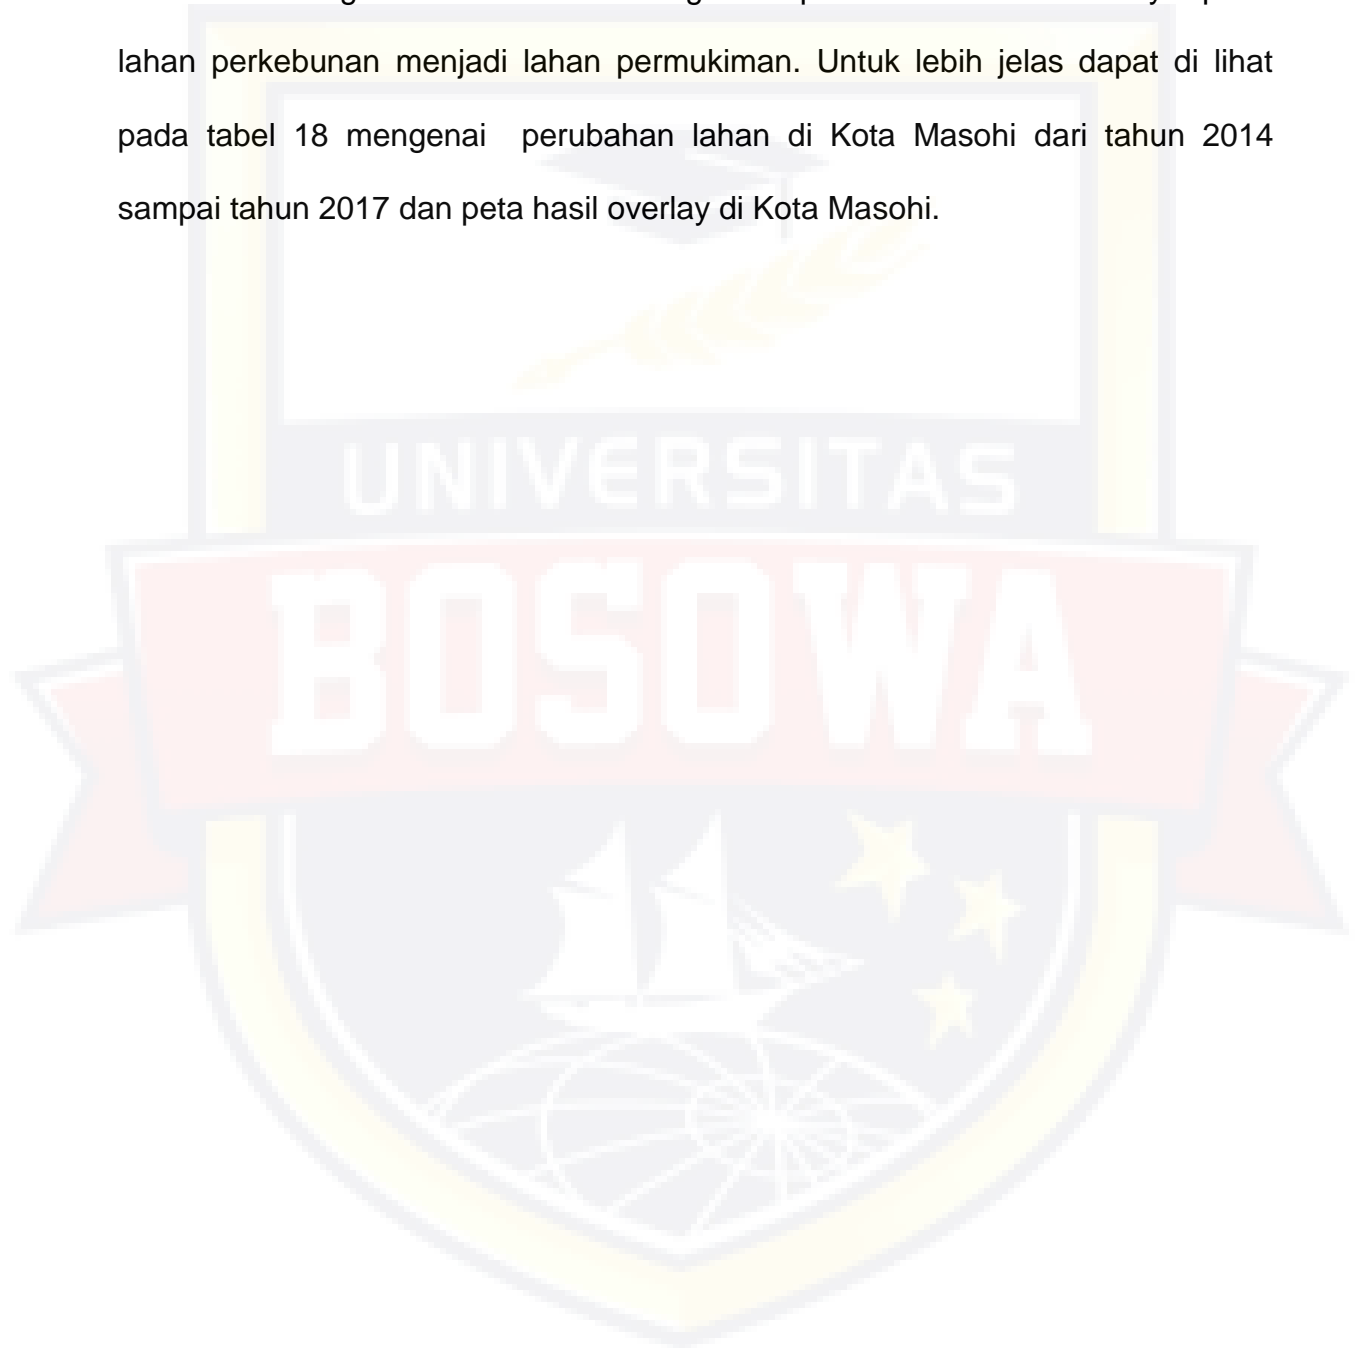 lahan perkebunan menjadi lahan permukiman. Untuk lebih jelas dapat di lihat
pada tabel 18 mengenai perubahan lahan di Kota Masohi dari tahun 2014
sampai tahun 2017 dan peta hasil overlay di Kota Masohi.
UNIVERSITAS
BOSOWA